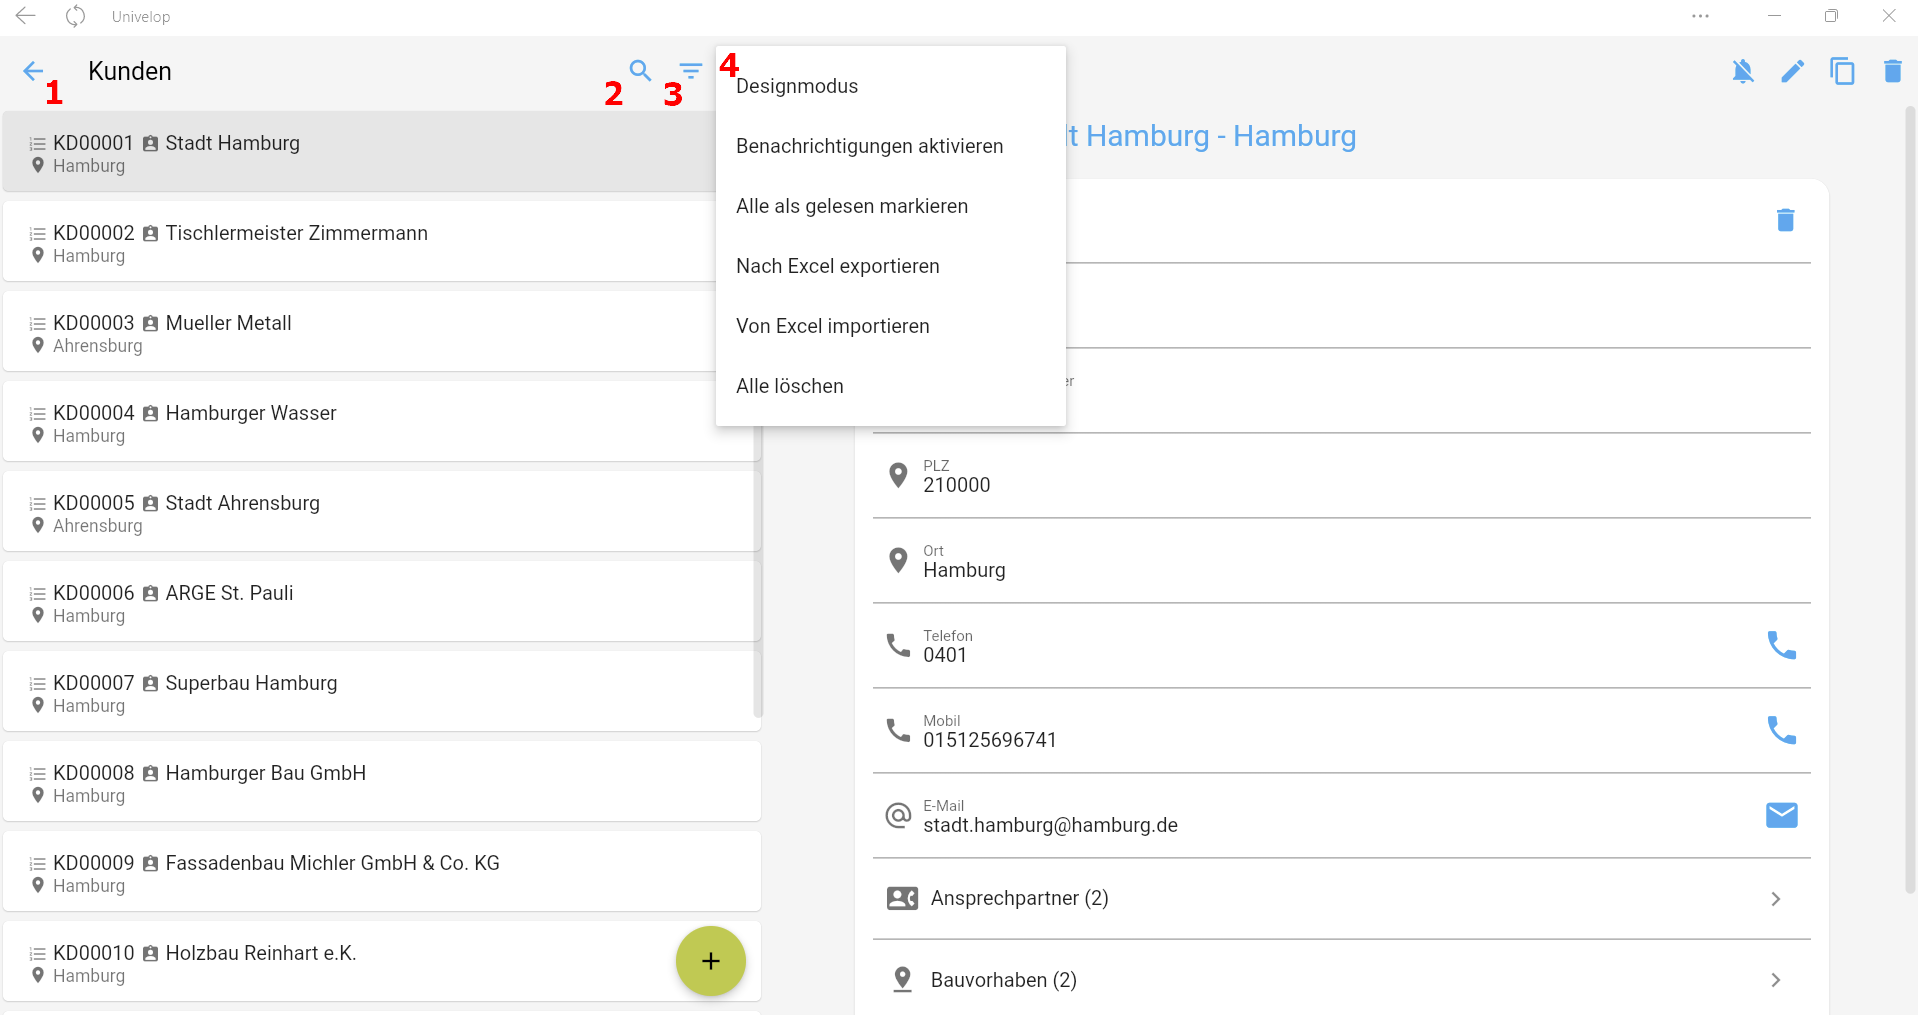 Univelop
Kunden
1
2
3
4
KD00001 Stadt Hamburg
Hamburg
KD00002 Tischlermeister Zimmermann
Hamburg
KD00003 Mueller Metall
Ahrensburg
KD00004 Hamburger Wasser
Hamburg
KD00005 Stadt Ahrensburg
Ahrensburg
KD00006 ARGE St. Pauli
Hamburg
KD00007 Superbau Hamburg
Hamburg
KD00008 Hamburger Bau GmbH
Hamburg
KD00009 Fassadenbau Michler GmbH & Co. KG
Hamburg
KD00010 Holzbau Reinhart e.K.
Hamburg
Designmodus
Benachrichtigungen aktivieren
Alle als gelesen markieren
Nach Excel exportieren
Von Excel importieren
Alle löschen
Hamburg - Hamburg
PLZ
210000
Ort
Hamburg
Telefon
0401
Mobil
015125696741
E-Mail
stadt.hamburg@hamburg.de
Ansprechpartner (2)
Bauvorhaben (2)